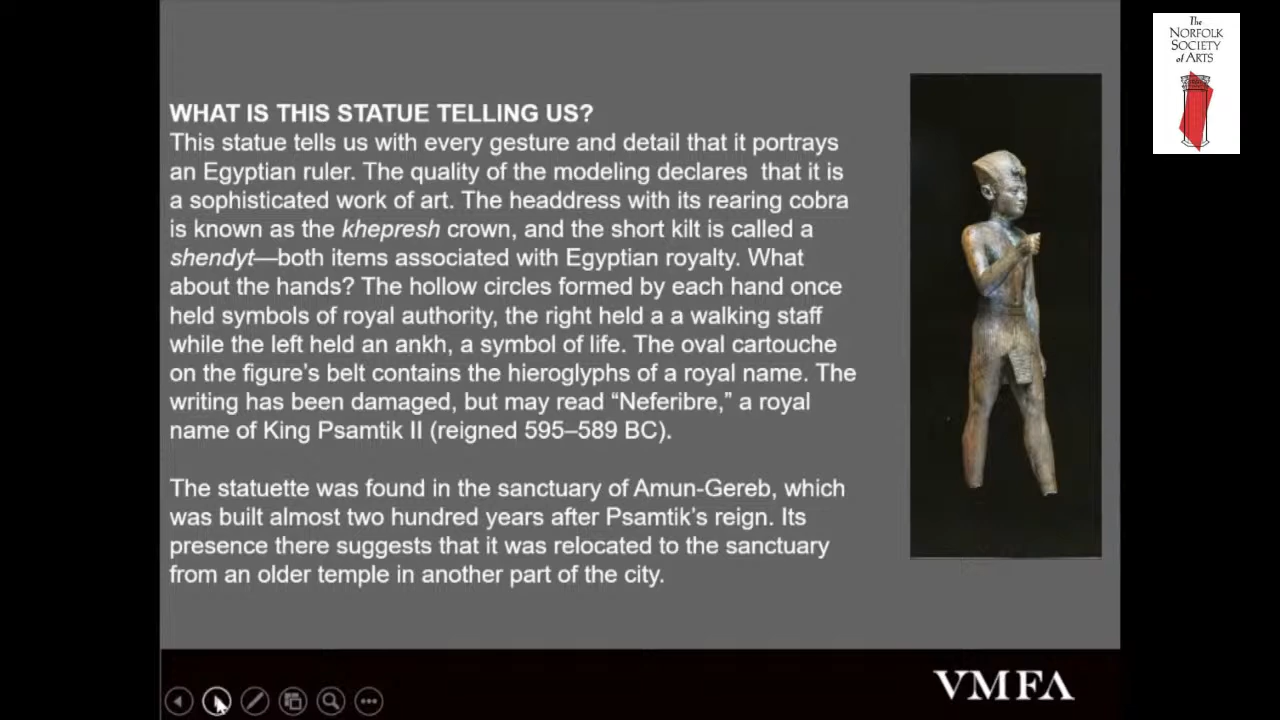 WHAT IS THIS STATUE TELLING US?
This statue tells us with every gesture and detail that it portrays
an Egyptian ruler. The quality of the modeling declares  that it is
a sophisticated work of art. The headdress with its rearing cobra
is known as the khepresh crown, and the short kilt is called a
shendyt—both items associated with Egyptian royalty. What
about the hands? The hollow circles formed by each hand once
held symbols of royal authority, the right held a a walking staff
while the left held an ankh, a symbol of life. The oval cartouche
on the figure's belt contains the hieroglyphs of a royal name. The
writing has been damaged, but may read “Neferibre,” a royal
name of King Psamtik II (reigned 595–589 BC).
The statuette was found in the sanctuary of Amun-Gereb, which
was built almost two hundred years after Psamtik's reign. Its
presence there suggests that it was relocated to the sanctuary
from an older temple in another part of the city.
VMFA
The
NORFOLK
SOCIETY
of ARTS